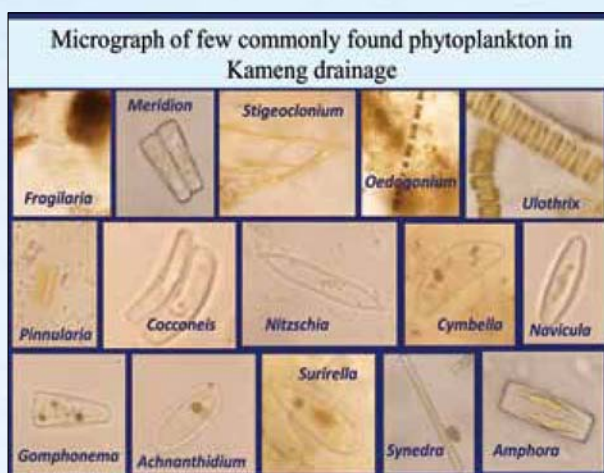 Micrograph of few commonly found phytoplankton in
Kameng drainage
Meridion
Stigeoclonium
Fragilaria
Oedogonium
Ulothrix
Pinnularia
Cocconeis
Nitzschia
Cymbella
Navicula
Surirella
Gomphonema
Achnanthidium
Synedra
Amphora